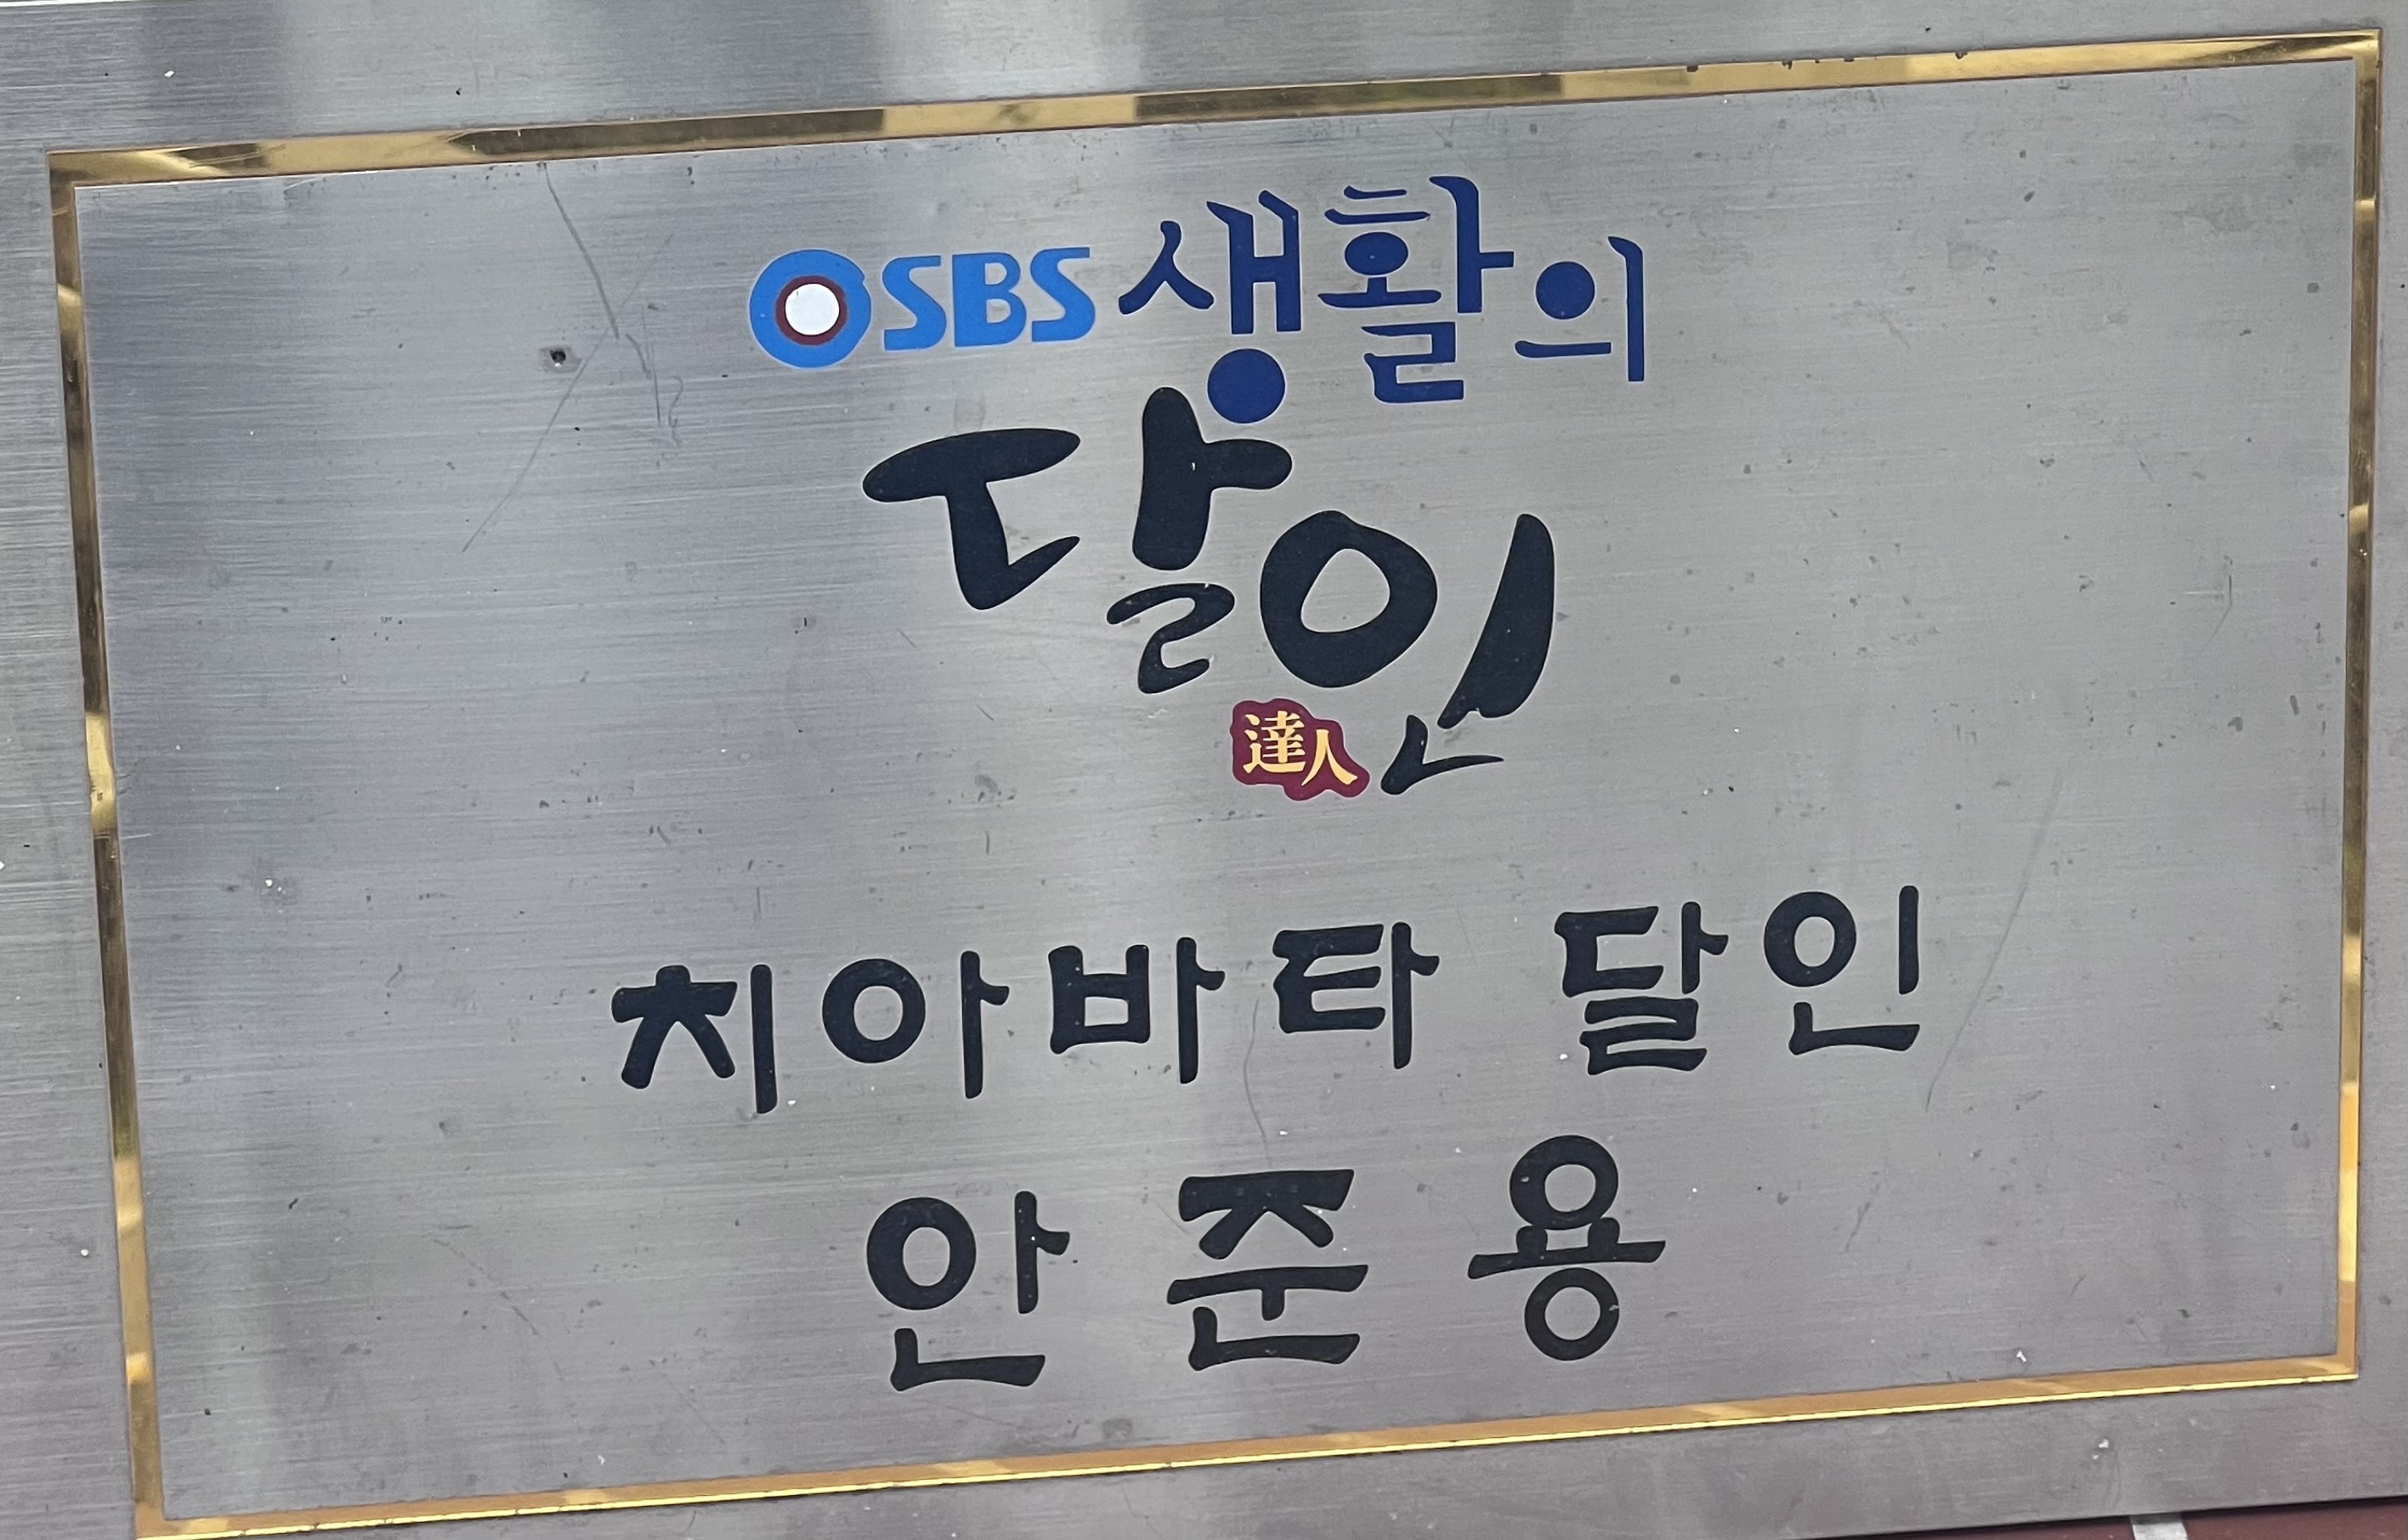 SBS 생활의
달인
達人
치아바타 달인
안준용